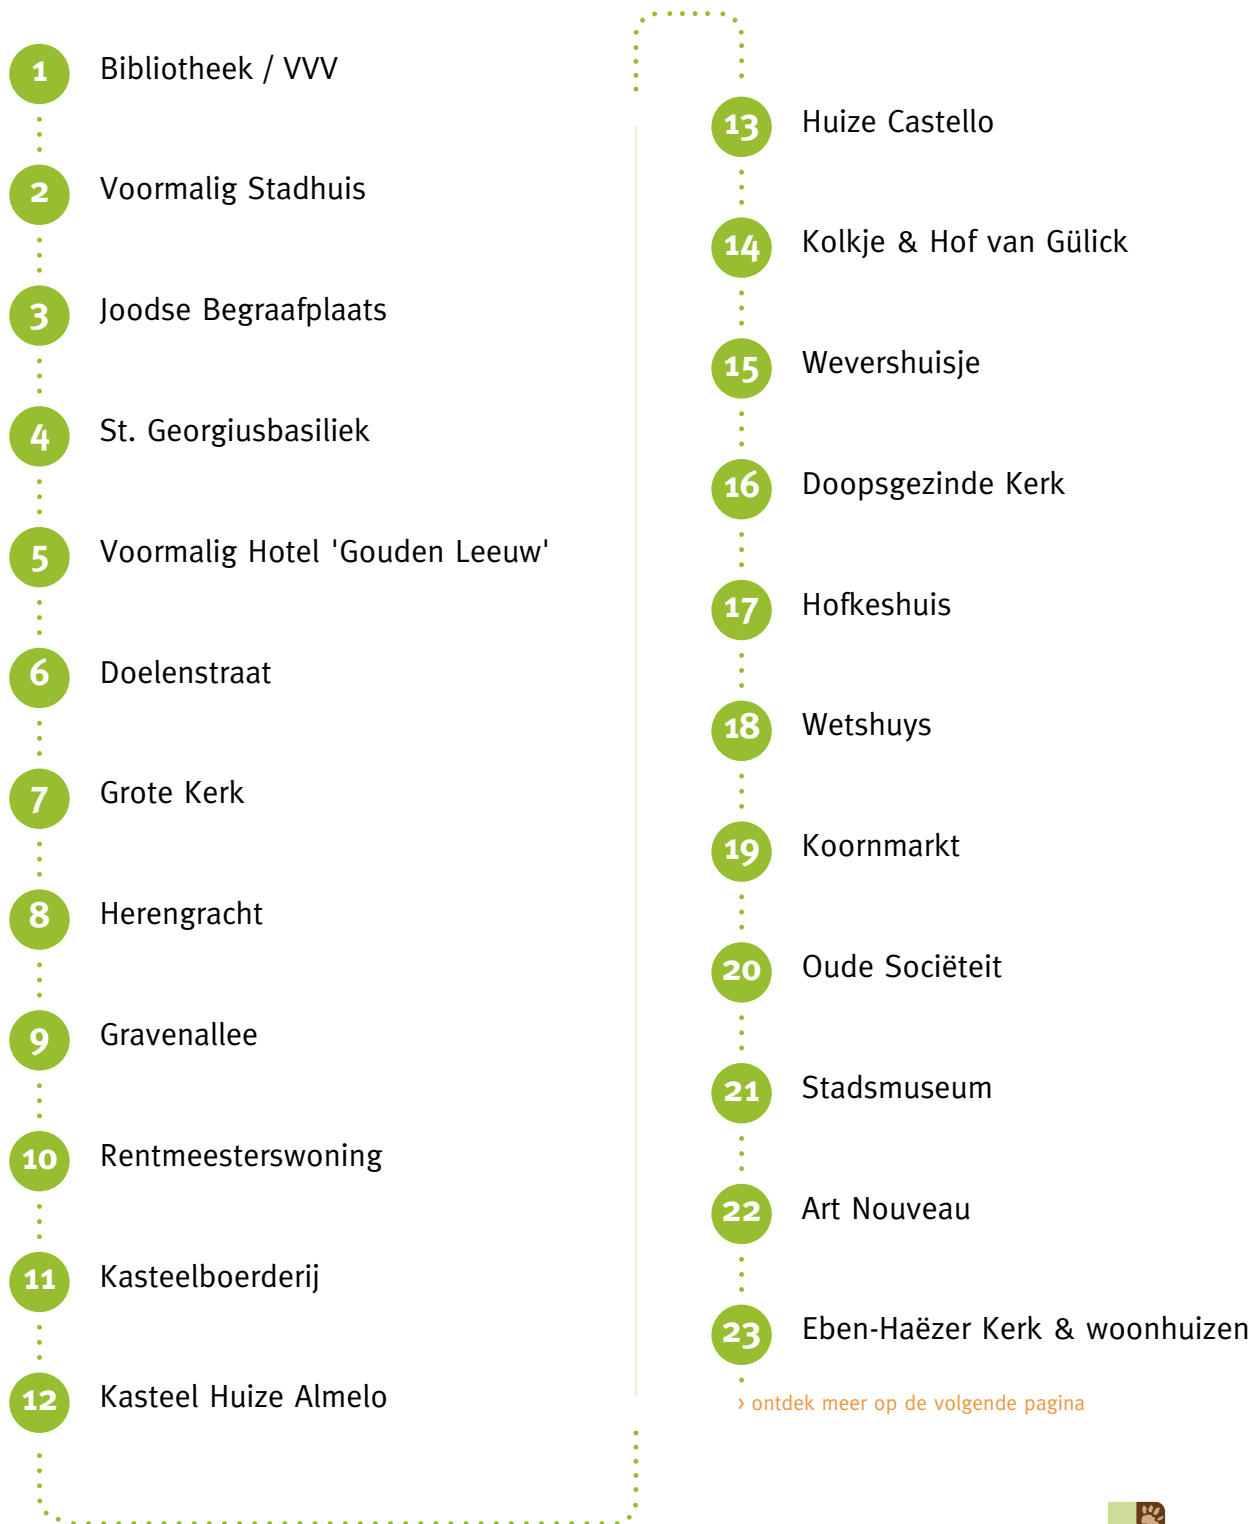 1 Bibliotheek / VVV
2 Voormalig Stadhuis
3 Joodse Begraafplaats
4 St. Georgiusbasiliek
5 Voormalig Hotel 'Gouden Leeuw'
6 Doelenstraat
7 Grote Kerk
8 Herengracht
9 Gravenallee
10 Rentmeesterswoning
11 Kasteelboerderij
12 Kasteel Huize Almelo
13 Huize Castello
14 Kolkje & Hof van Gülick
15 Wevershuisje
16 Doopsgezinde Kerk
17 Hofkeshuis
18 Wetshuys
19 Koornmarkt
20 Oude Sociëteit
21 Stadsmuseum
22 Art Nouveau
23 Eben-Haëzer Kerk & woonhuizen
> ontdek meer op de volgende pagina